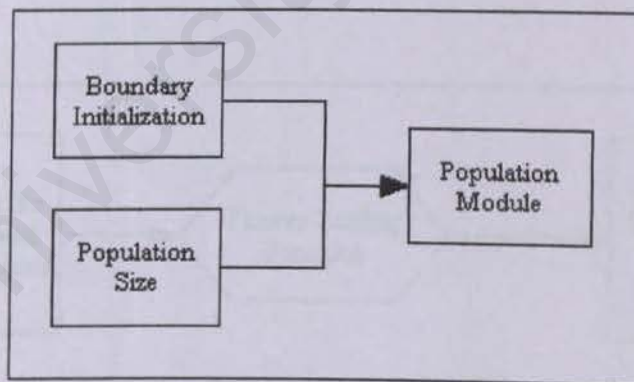 Boundary
Initialization
Population
Size
Population
Module